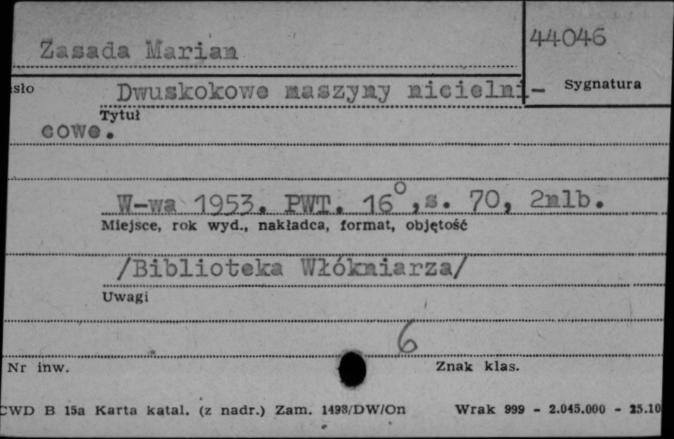 Zasada Marian
44046
sło
Dwuskokowe maszyny nicielni-
Sygnatura
Tytuł
cowe.
W-wa 1953. PWT. 16°, s. 70, 2nlb.
Miejsce, rok wyd., nakładca, format, objętość
/Biblioteka Włókniarza/
Uwagi
6
Nr inw.
Znak klas.
CWD B 15a Karta katal. (z nadr.) Zam. 1498/DW/On
Wrak 999 - 2.045.000 - 25.10